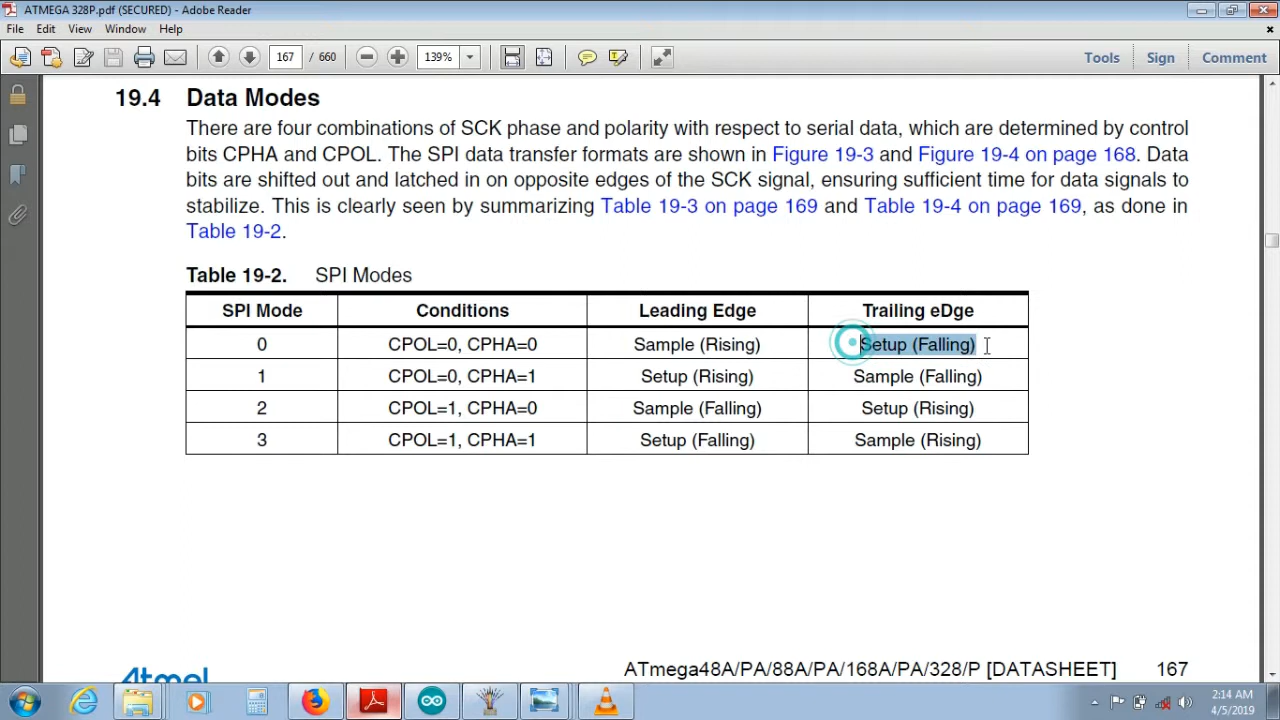 ATMEGA 328P.pdf (SECURED) - Adobe Reader
File Edit View Window Help
167 / 660 139% Tools Sign Comment
19.4 Data Modes
There are four combinations of SCK phase and polarity with respect to serial data, which are determined by control
bits CPHA and CPOL. The SPI data transfer formats are shown in Figure 19-3 and Figure 19-4 on page 168. Data
bits are shifted out and latched in on opposite edges of the SCK signal, ensuring sufficient time for data signals to
stabilize. This is clearly seen by summarizing Table 19-3 on page 169 and Table 19-4 on page 169, as done in
Table 19-2.
Table 19-2. SPI Modes
SPI Mode Conditions Leading Edge Trailing eDge
0 CPOL=0, CPHA=0 Sample (Rising) Setup (Falling)
1 CPOL=0, CPHA=1 Setup (Rising) Sample (Falling)
2 CPOL=1, CPHA=0 Sample (Falling) Setup (Rising)
3 CPOL=1, CPHA=1 Setup (Falling) Sample (Rising)
Atmel ATmega48A/PA/88A/PA/168A/PA/328/P [DATASHEET] 167
2:14 AM
4/5/2019